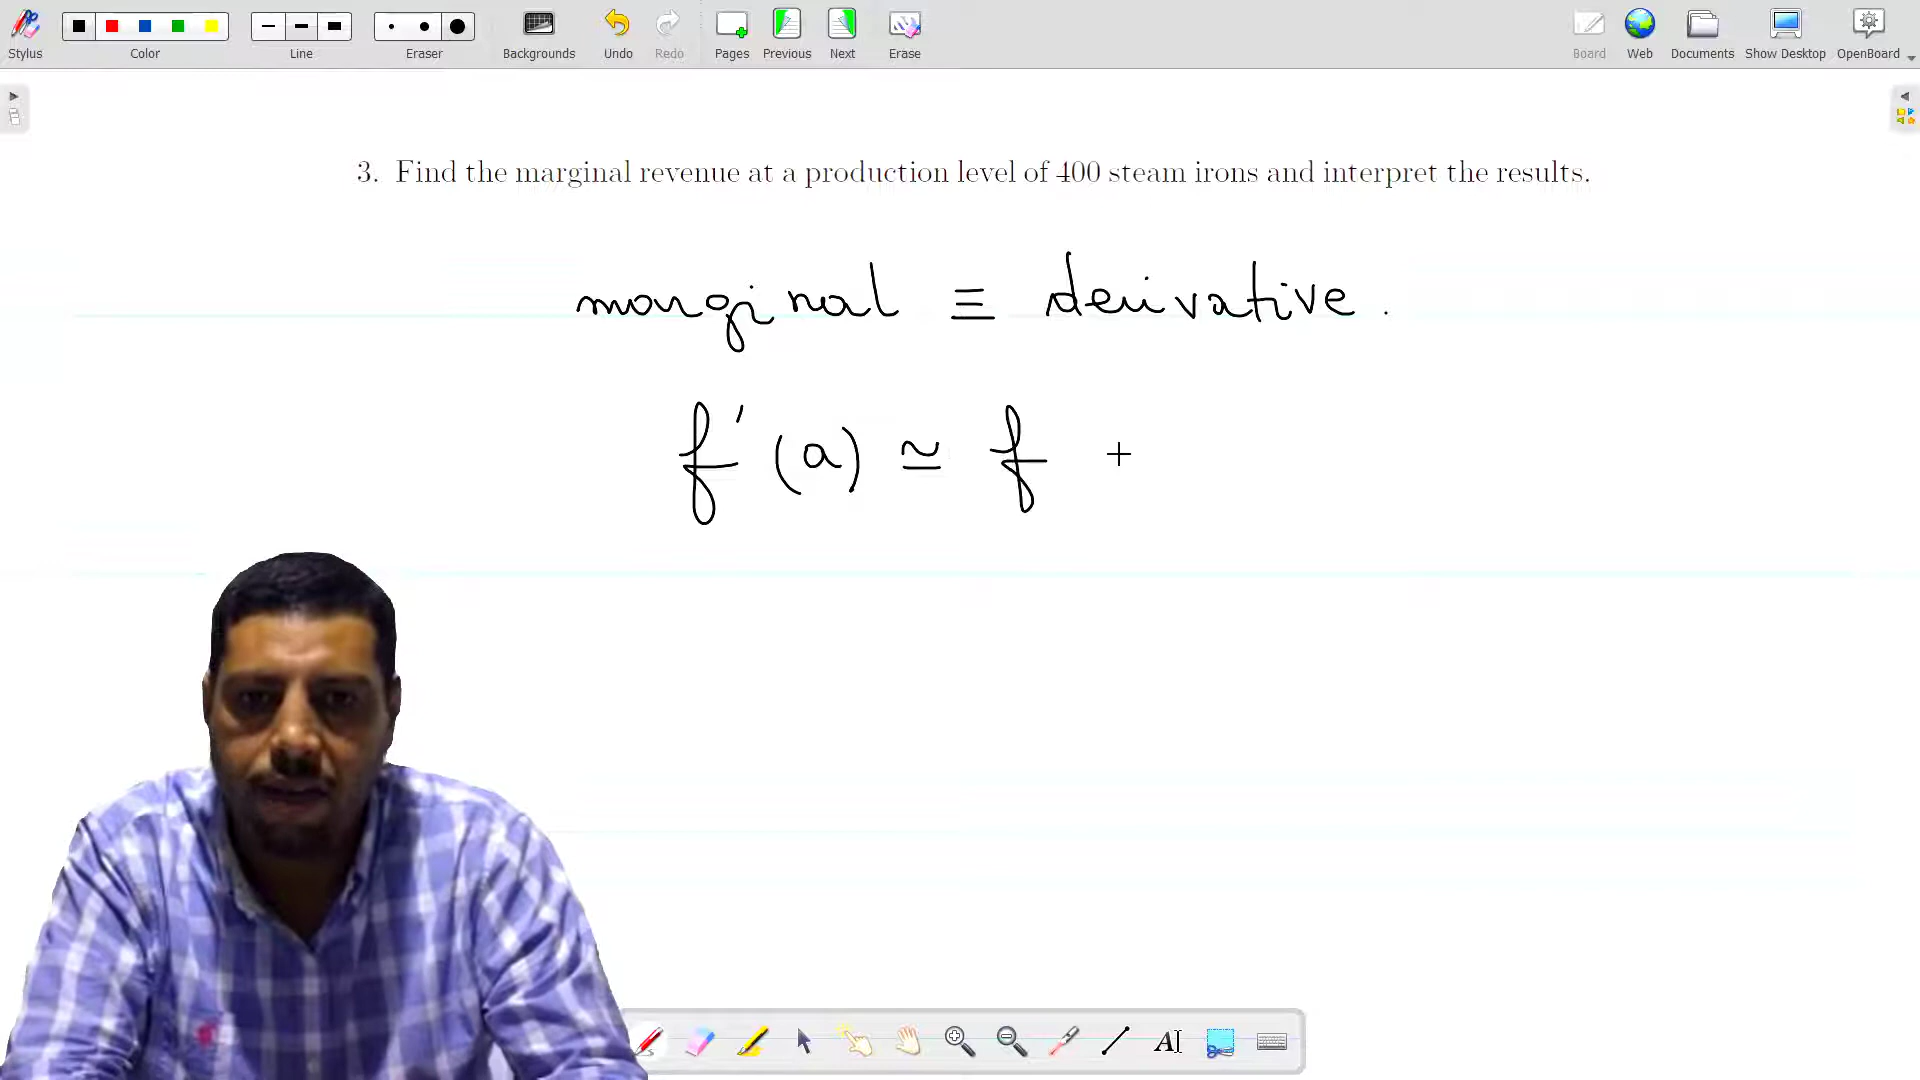 Stylus Color Line Eraser Backgrounds Undo Redo Pages Previous Next Erase Board Web Documents Show Desktop OpenBoard
3. Find the marginal revenue at a production level of 400 steam irons and interpret the results.
marginal ≡ derivative.
f'(a) ≃ f
AI